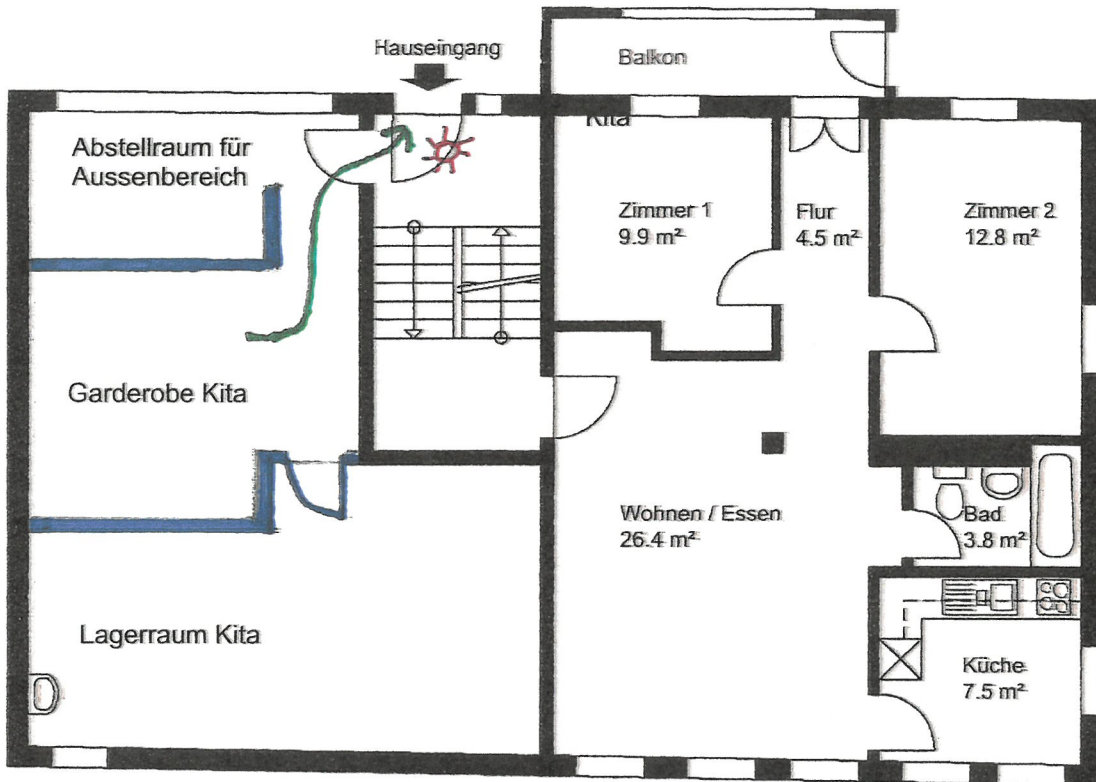 Hauseingang
Balkon
Kita
Abstellraum für
Aussenbereich
Zimmer 1
9.9 m²
Flur
4.5 m²
Zimmer 2
12.8 m²
Garderobe Kita
Wohnen / Essen
26.4 m²
Bad
3.8 m²
Lagerraum Kita
Küche
7.5 m²